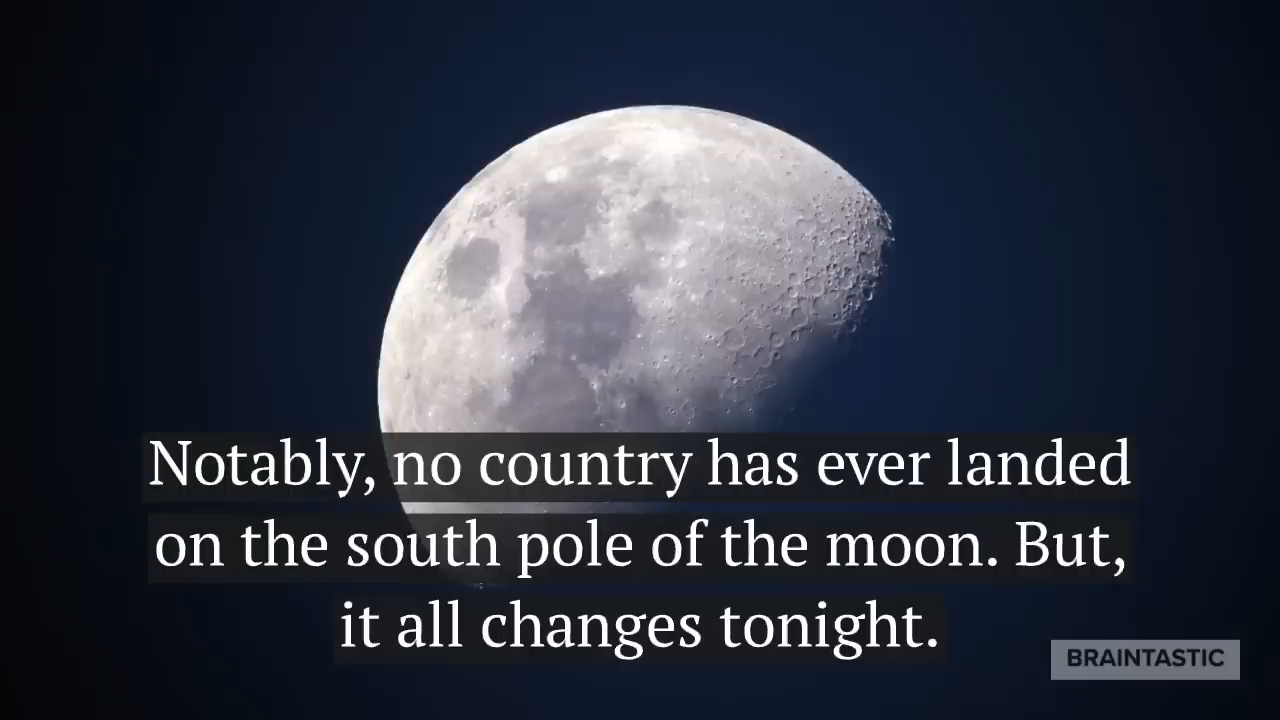 Notably, no country has ever landed
on the south pole of the moon. But,
it all changes tonight.
BRAINTASTIC